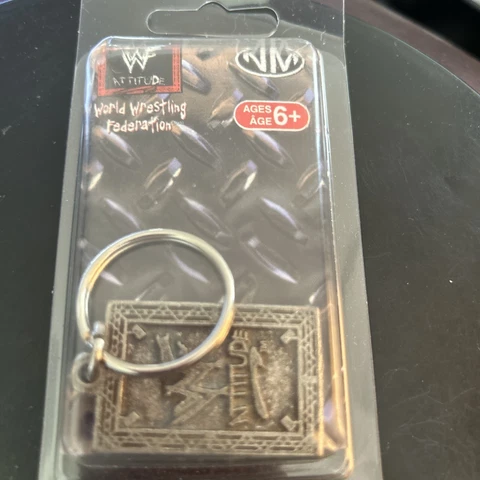 WF
ATTITUDE
World Wrestling
Federation
NM
AGES
ÂGE
6+
ATTITUDE